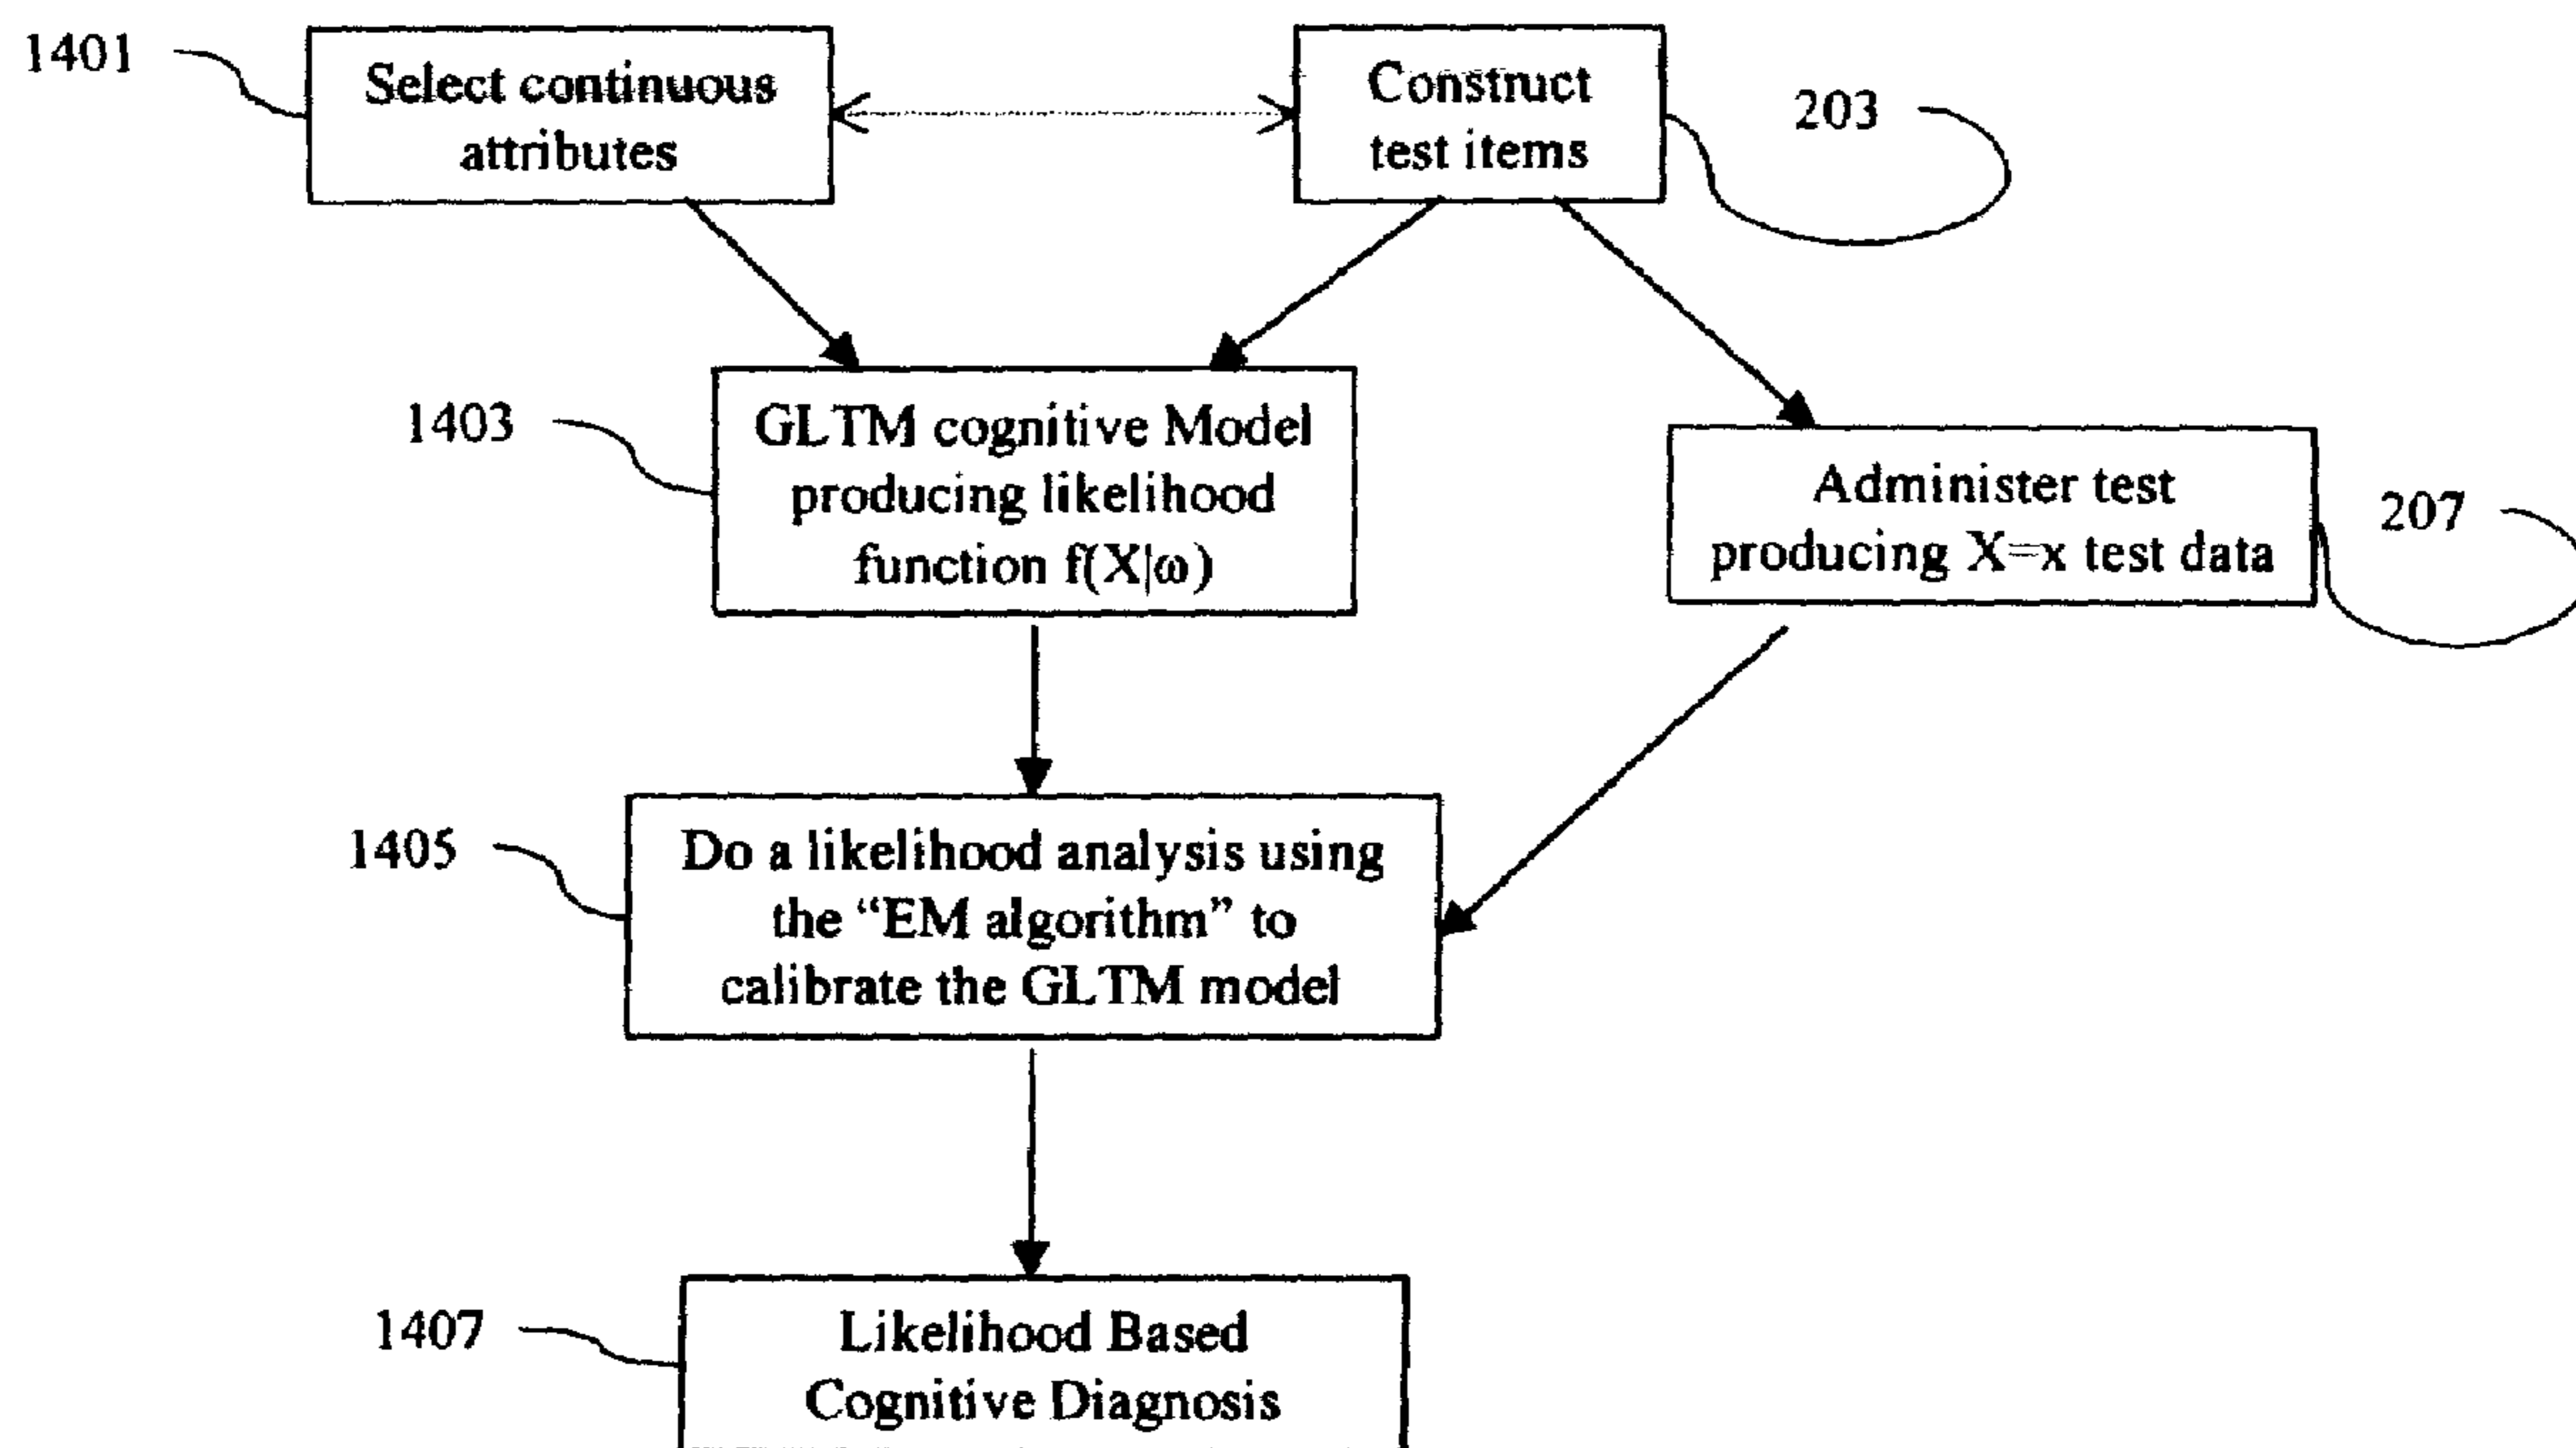 1401
Select continuous
attributes
Construct
test items
203
1403
GLTM cognitive Model
producing likelihood
function f(X|ω)
Administer test
producing X=x test data
207
1405
Do a likelihood analysis using
the “EM algorithm” to
calibrate the GLTM model
1407
Likelihood Based
Cognitive Diagnosis